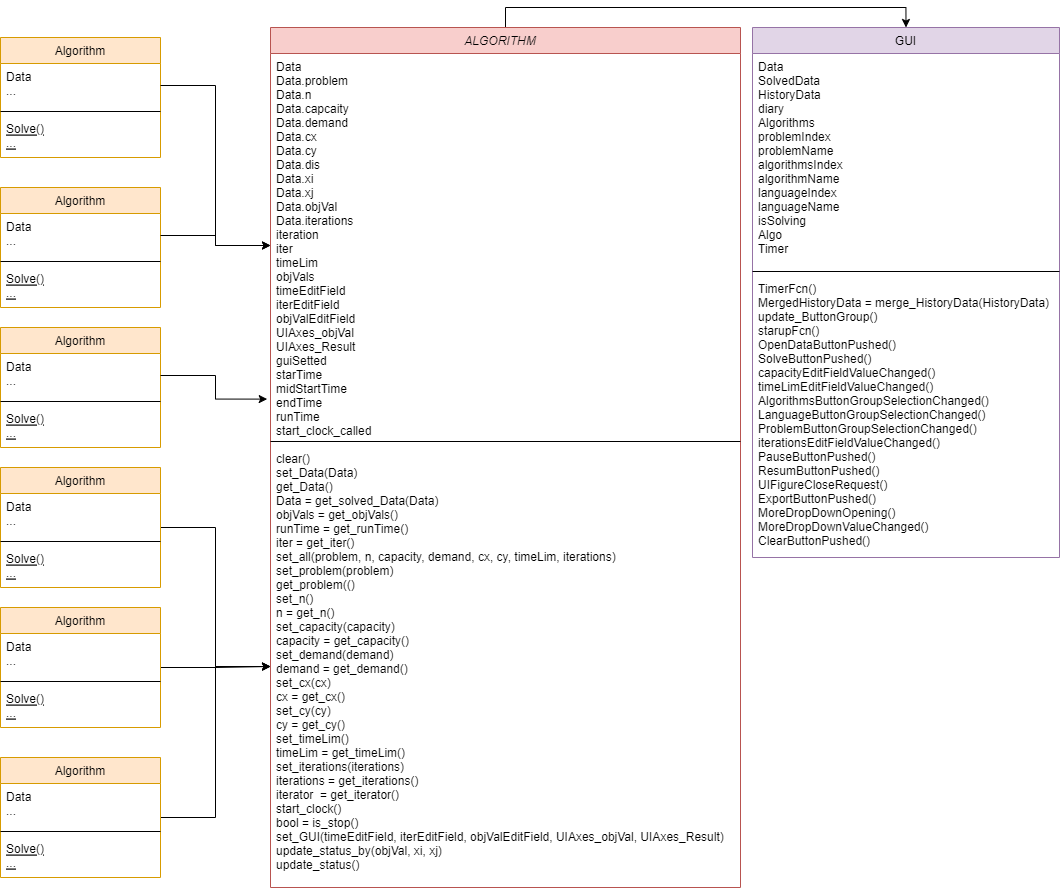 Algorithm
Data
...
Solve()
...
Algorithm
Data
...
Solve()
...
Algorithm
Data
...
Solve()
...
Algorithm
Data
...
Solve()
...
Algorithm
Data
...
Solve()
...
Algorithm
Data
...
Solve()
...
ALGORITHM
Data
Data.problem
Data.n
Data.capcaity
Data.demand
Data.cx
Data.cy
Data.dis
Data.xi
Data.xj
Data.objVal
Data.iterations
iteration
iter
timeLim
objVals
timeEditField
iterEditField
objValEditField
UIAxes_objVal
UIAxes_Result
guiSetted
starTime
midStartTime
endTime
runTime
start_clock_called
clear()
set_Data(Data)
get_Data()
Data = get_solved_Data(Data)
objVals = get_objVals()
runTime = get_runTime()
iter = get_iter()
set_all(problem, n, capacity, demand, cx, cy, timeLim, iterations)
set_problem(problem)
get_problem(()
set_n()
n = get_n()
set_capacity(capacity)
capacity = get_capacity()
set_demand(demand)
demand = get_demand()
set_cx(cx)
cx = get_cx()
set_cy(cy)
cy = get_cy()
set_timeLim()
timeLim = get_timeLim()
set_iterations(iterations)
iterations = get_iterations()
iterator  = get_iterator()
start_clock()
bool = is_stop()
set_GUI(timeEditField, iterEditField, objValEditField, UIAxes_objVal, UIAxes_Result)
update_status_by(objVal, xi, xj)
update_status()
GUI
Data
SolvedData
HistoryData
diary
Algorithms
problemIndex
problemName
algorithmsIndex
algorithmName
languageIndex
languageName
isSolving
Algo
Timer
TimerFcn()
MergedHistoryData = merge_HistoryData(HistoryData)
update_ButtonGroup()
starupFcn()
OpenDataButtonPushed()
SolveButtonPushed()
capacityEditFieldValueChanged()
timeLimEditFieldValueChanged()
AlgorithmsButtonGroupSelectionChanged()
LanguageButtonGroupSelectionChanged()
ProblemButtonGroupSelectionChanged()
iterationsEditFieldValueChanged()
PauseButtonPushed()
ResumButtonPushed()
UIFigureCloseRequest()
ExportButtonPushed()
MoreDropDownOpening()
MoreDropDownValueChanged()
ClearButtonPushed()